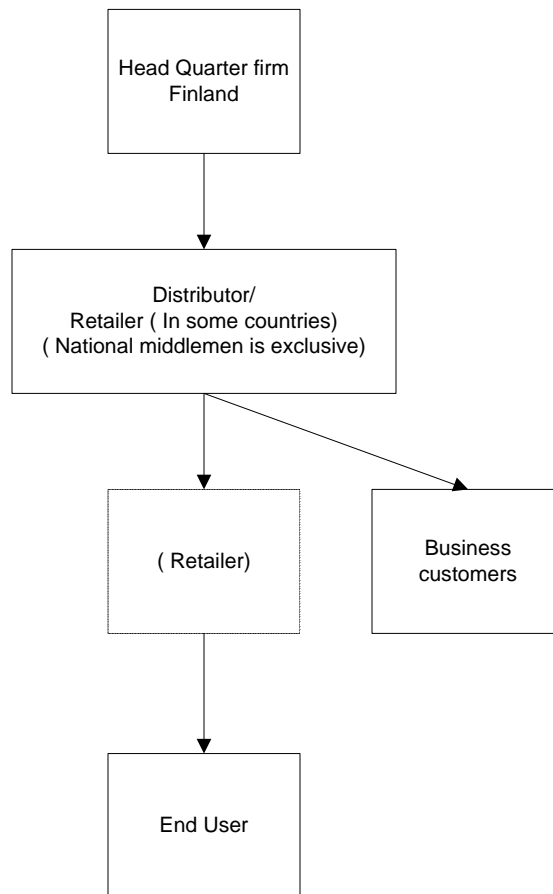 Head Quarter firm
Finland
Distributor/
Retailer ( In some countries)
( National middlemen is exclusive)
( Retailer)
Business
customers
End User